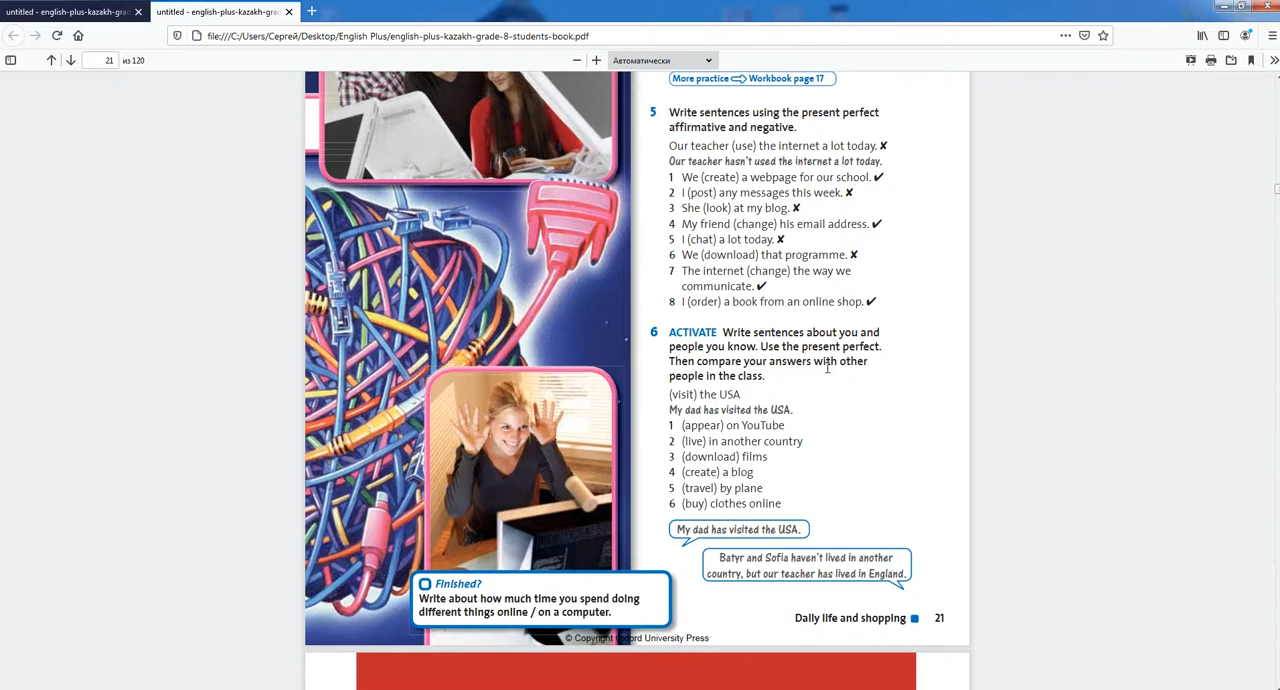 untitled - english-plus-kazakh-gra
untitled - english-plus-kazakh-gra
file:///C:/Users/Сергей/Desktop/English Plus/english-plus-kazakh-grade-8-students-book.pdf
21 из 120
Автоматически
More practice Workbook page 17
5 Write sentences using the present perfect
affirmative and negative.
Our teacher (use) the internet a lot today. ✘
Our teacher hasn't used the internet a lot today.
1 We (create) a webpage for our school. ✔
2 I (post) any messages this week. ✘
3 She (look) at my blog. ✘
4 My friend (change) his email address. ✔
5 I (chat) a lot today. ✘
6 We (download) that programme. ✘
7 The internet (change) the way we
communicate. ✔
8 I (order) a book from an online shop. ✔
6 ACTIVATE Write sentences about you and
people you know. Use the present perfect.
Then compare your answers with other
people in the class.
(visit) the USA
My dad has visited the USA.
1 (appear) on YouTube
2 (live) in another country
3 (download) films
4 (create) a blog
5 (travel) by plane
6 (buy) clothes online
My dad has visited the USA.
Batyr and Sofia haven't lived in another
country, but our teacher has lived in England.
Finished?
Write about how much time you spend doing
different things online / on a computer.
Daily life and shopping 21
© Copyright Oxford University Press